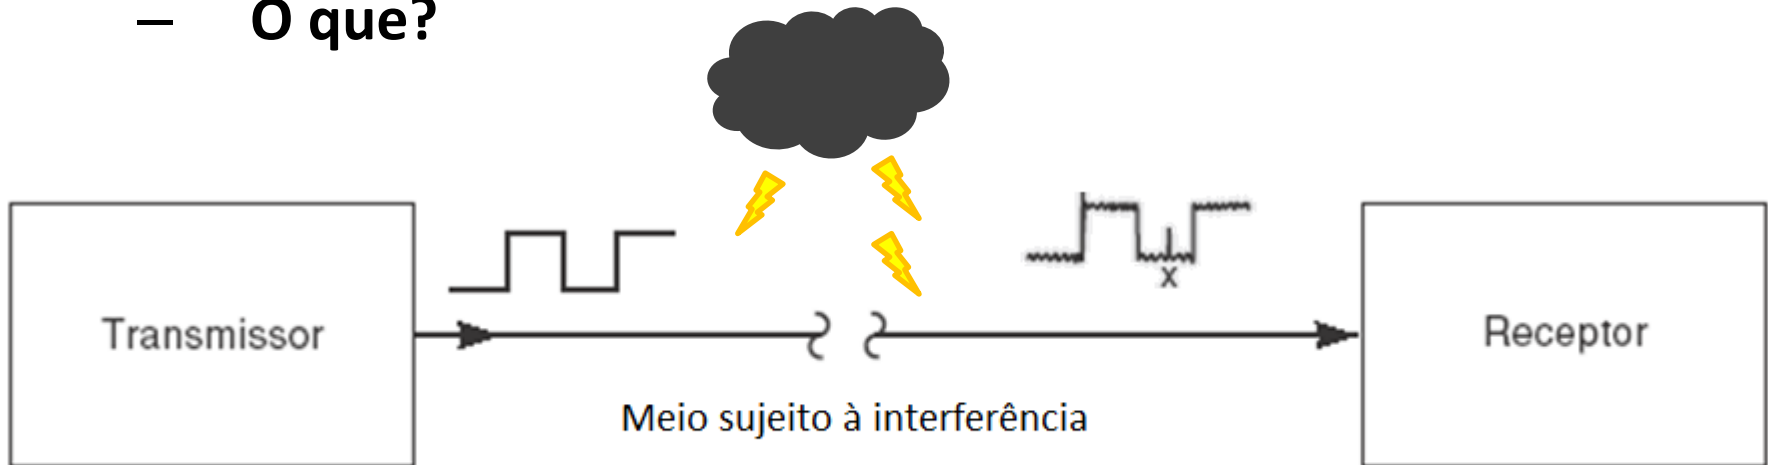 – O que?
x
Transmissor
Receptor
Meio sujeito à interferência